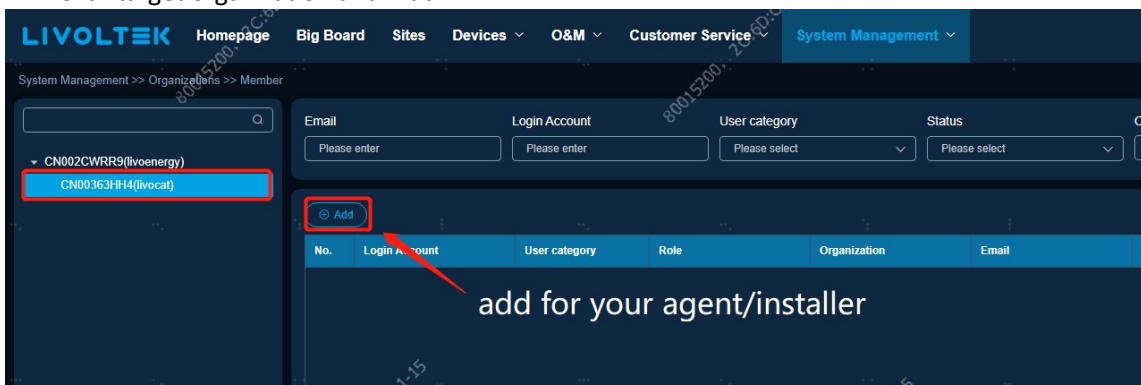 LIVOLTEK Homepage Big Board Sites Devices O&M Customer Service System Management
System Management >> Organizations >> Member
Email Login Account User category Status
Please enter Please enter Please select Please select
CN002CWRR9(livoenergy)
CN00363HH4(livocat)
Add
No. Login Account User category Role Organization Email
add for your agent/installer
80015200,
80015200,